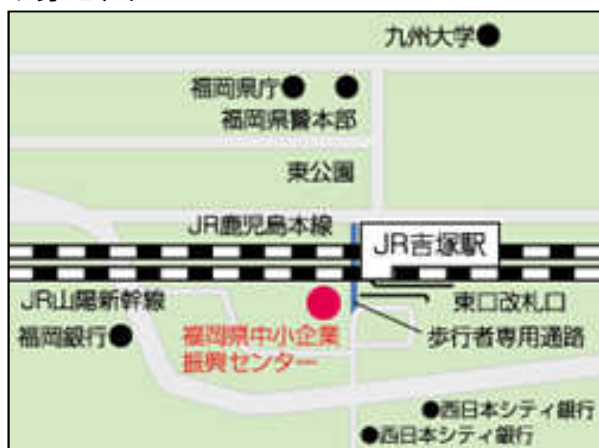 九州大学
福岡県庁
福岡県警本部
東公園
JR鹿児島本線
JR吉塚駅
JR山陽新幹線
東口改札口
福岡銀行
福岡県中小企業
振興センター
歩行者専用通路
西日本シティ銀行
西日本シティ銀行